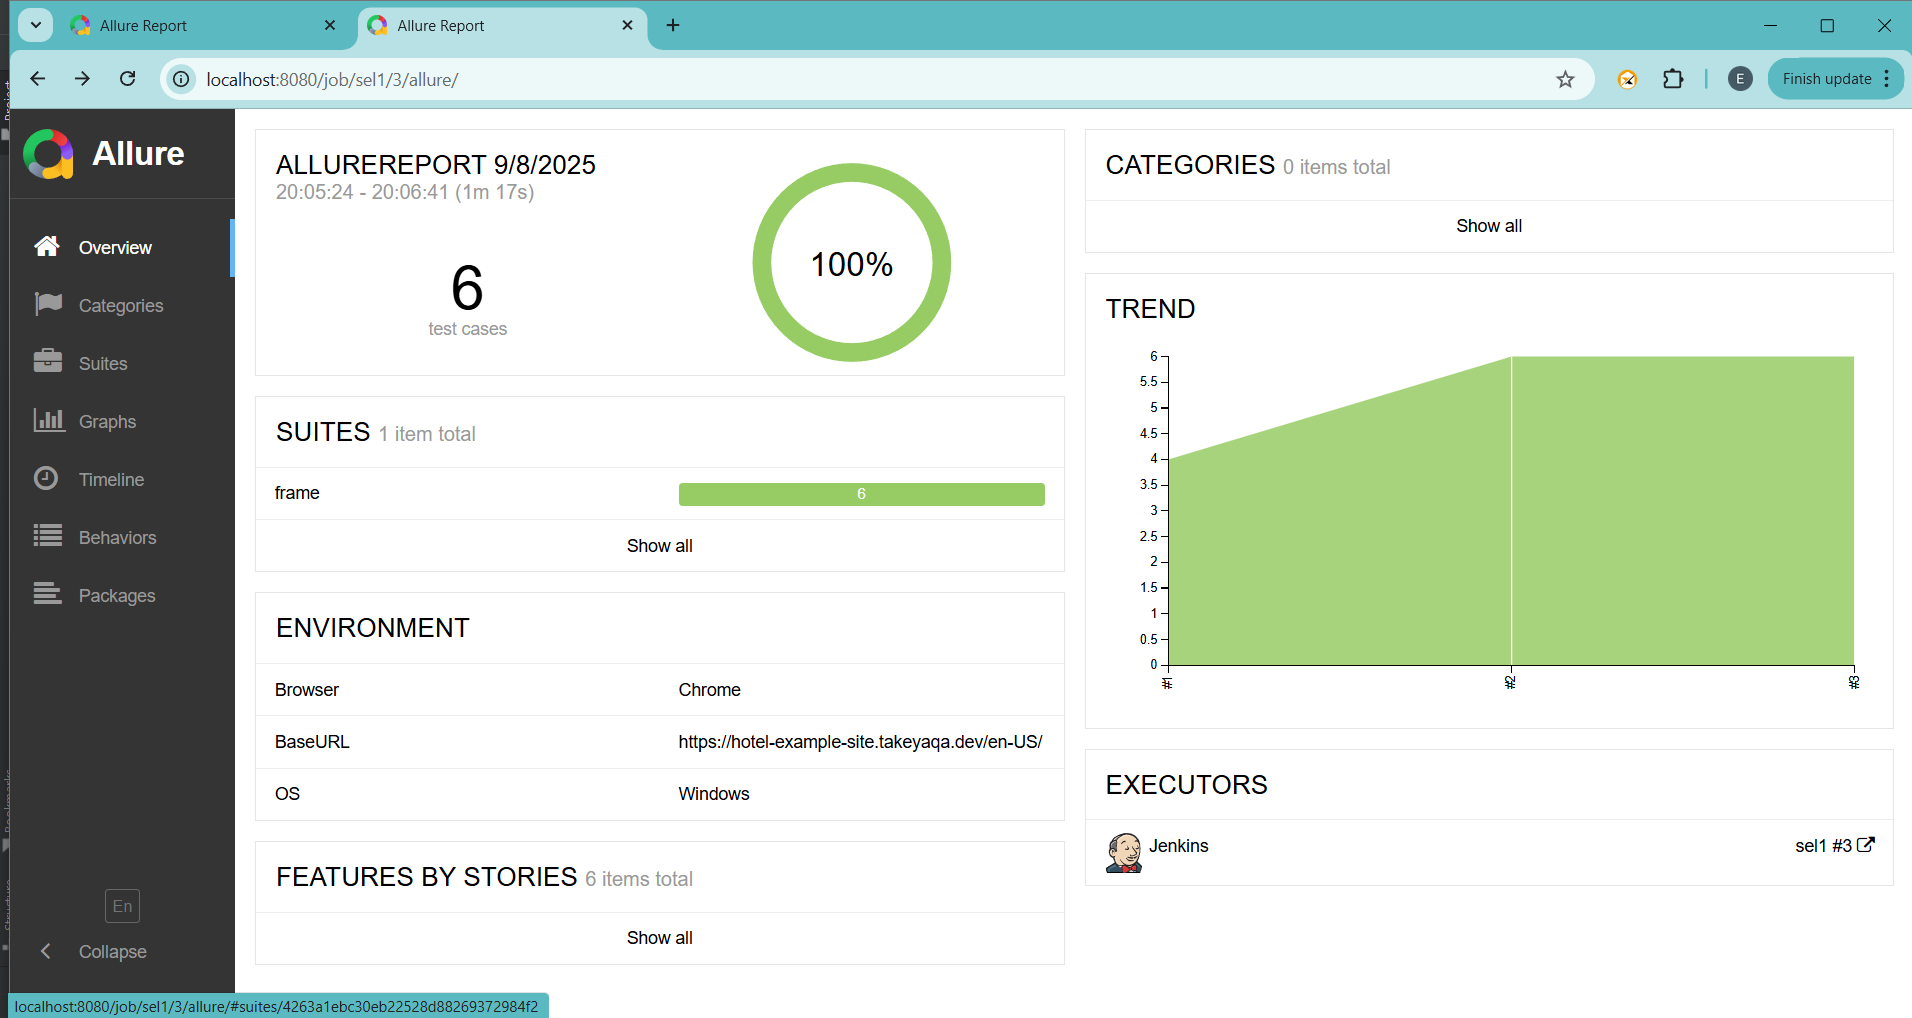 Allure Report
Allure Report
localhost:8080/job/sel1/3/allure/
E
Finish update
Allure
Overview
Categories
Suites
Graphs
Timeline
Behaviors
Packages
En
Collapse
ALLUREREPORT 9/8/2025
20:05:24 - 20:06:41 (1m 17s)
6
test cases
100%
SUITES 1 item total
frame
6
Show all
ENVIRONMENT
Browser Chrome
BaseURL https://hotel-example-site.takeyaqa.dev/en-US/
OS Windows
FEATURES BY STORIES 6 items total
Show all
CATEGORIES 0 items total
Show all
TREND
6
5.5
5
4.5
4
3.5
3
2.5
2
1.5
1
0.5
0
#1
#2
#3
EXECUTORS
Jenkins sel1 #3
localhost:8080/job/sel1/3/allure/#suites/4263a1ebc30eb22528d88269372984f2